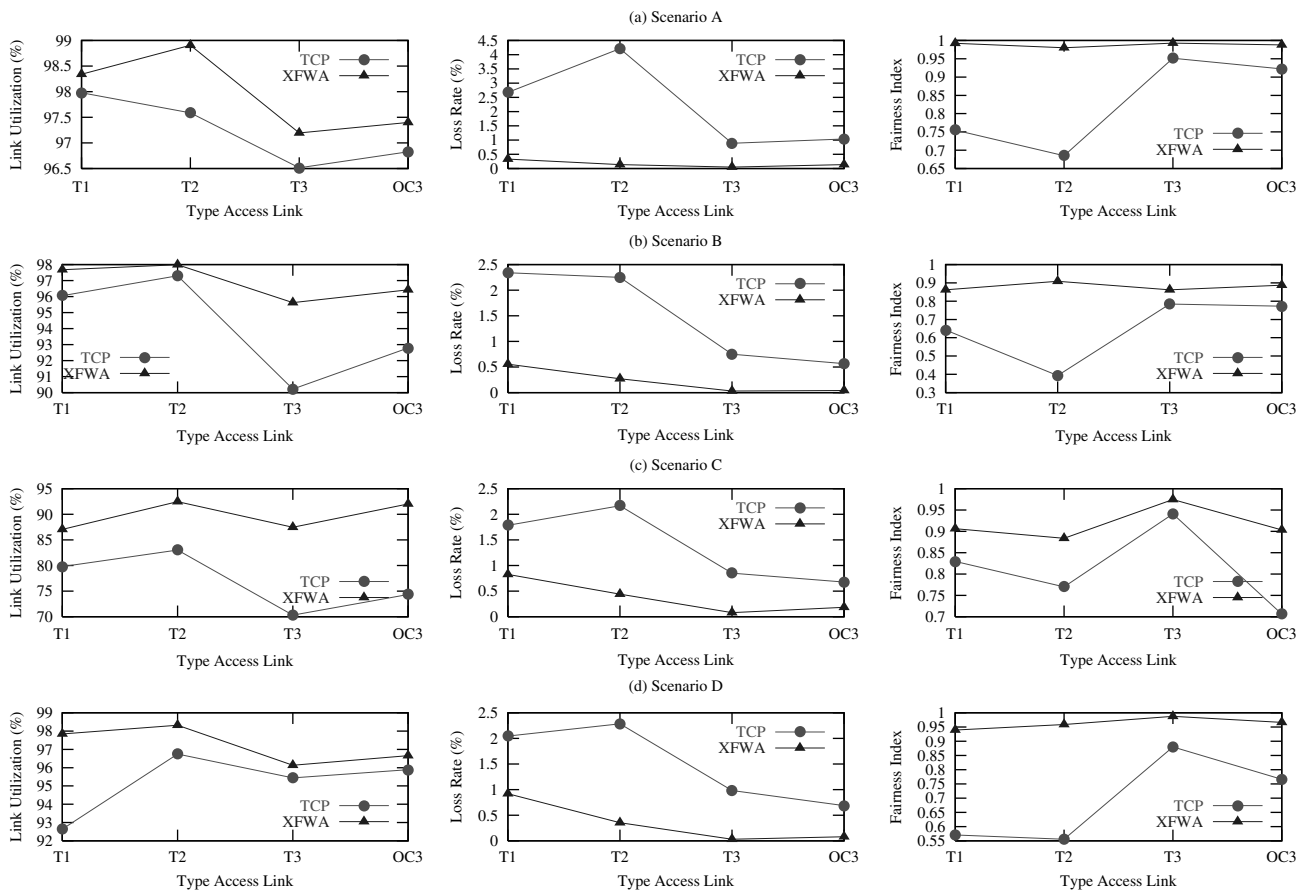 (a) Scenario A
Link Utilization (%)
99
98.5
98
97.5
97
96.5
TCP
XFWA
T1 T2 T3 OC3
Type Access Link
Loss Rate (%)
4.5
4
3.5
3
2.5
2
1.5
1
0.5
0
TCP
XFWA
T1 T2 T3 OC3
Type Access Link
Fairness Index
1
0.95
0.9
0.85
0.8
0.75
0.7
0.65
TCP
XFWA
T1 T2 T3 OC3
Type Access Link
(b) Scenario B
Link Utilization (%)
98
97
96
95
94
93
92
91
90
TCP
XFWA
T1 T2 T3 OC3
Type Access Link
Loss Rate (%)
2.5
2
1.5
1
0.5
0
TCP
XFWA
T1 T2 T3 OC3
Type Access Link
Fairness Index
1
0.9
0.8
0.7
0.6
0.5
0.4
0.3
TCP
XFWA
T1 T2 T3 OC3
Type Access Link
(c) Scenario C
Link Utilization (%)
95
90
85
80
75
70
TCP
XFWA
T1 T2 T3 OC3
Type Access Link
Loss Rate (%)
2.5
2
1.5
1
0.5
0
TCP
XFWA
T1 T2 T3 OC3
Type Access Link
Fairness Index
1
0.95
0.9
0.85
0.8
0.75
0.7
TCP
XFWA
T1 T2 T3 OC3
Type Access Link
(d) Scenario D
Link Utilization (%)
99
98
97
96
95
94
93
92
TCP
XFWA
T1 T2 T3 OC3
Type Access Link
Loss Rate (%)
2.5
2
1.5
1
0.5
0
TCP
XFWA
T1 T2 T3 OC3
Type Access Link
Fairness Index
1
0.95
0.9
0.85
0.8
0.75
0.7
0.65
0.6
0.55
TCP
XFWA
T1 T2 T3 OC3
Type Access Link